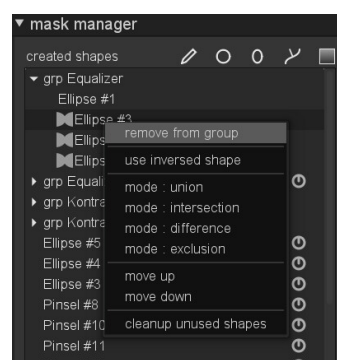 mask manager
created shapes
grp Equalizer
Ellipse #1
Ellipse #3
remove from group
use inversed shape
mode : union
mode : intersection
mode : difference
mode : exclusion
move up
move down
cleanup unused shapes
Ellips
Ellips
grp Equali
grp Kontra
grp Kontra
Ellipse #5
Ellipse #4
Ellipse #3
Pinsel #8
Pinsel #10
Pinsel #11